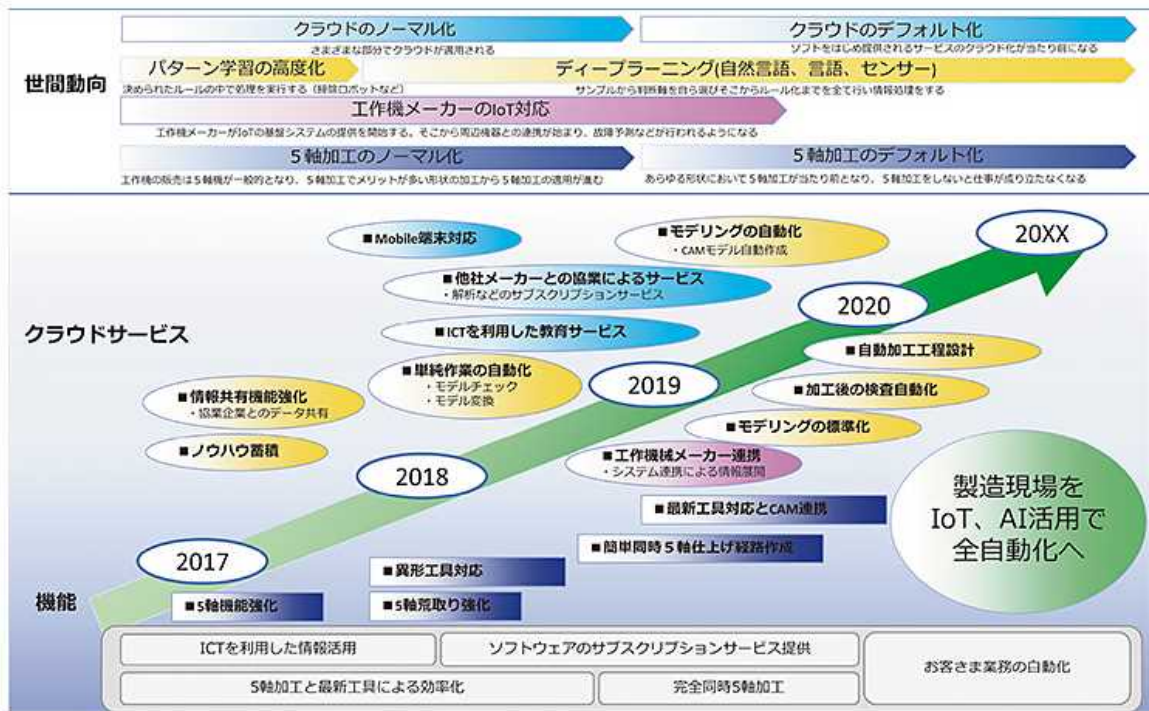 クラウドのノーマル化
さまざまな部分でクラウドが適用される
クラウドのデフォルト化
ソフトをはじめ提供されるサービスのクラウド化が当たり前になる
世間動向
パターン学習の高度化
決められたルールの中で処理を実行する(掃除ロボットなど)
ディープラーニング(自然言語、言語、センサー)
サンプルから判断軸を自ら選びそこからルール化までを全て行い情報処理をする
工作機メーカーのIoT対応
工作機メーカーがIoTの基盤システムの提供を開始する。そこから周辺機器との連携が始まり、故障予測などが行われるようになる
5軸加工のノーマル化
工作機の販売は5軸機が一般的となり、5軸加工でメリットが多い形状の加工から5軸加工の適用が進む
5軸加工のデフォルト化
あらゆる形状において5軸加工が当たり前となり、5軸加工をしないと仕事が成り立たなくなる
■Mobile端末対応
■モデリングの自動化
・CAMモデル自動作成
20XX
■他社メーカーとの協業によるサービス
・解析などのサブスクリプションサービス
2020
クラウドサービス
■ICTを利用した教育サービス
■自動加工工程設計
■単純作業の自動化
・モデルチェック
・モデル変換
2019
■加工後の検査自動化
■情報共有機能強化
・協業企業とのデータ共有
■モデリングの標準化
■ノウハウ蓄積
■工作機械メーカー連携
・システム連携による情報展開
2018
製造現場を
IoT、AI活用で
全自動化へ
■最新工具対応とCAM連携
■簡単同時5軸仕上げ経路作成
2017
■異形工具対応
機能
■5軸機能強化
■5軸荒取り強化
ICTを利用した情報活用
ソフトウェアのサブスクリプションサービス提供
お客さま業務の自動化
5軸加工と最新工具による効率化
完全同時5軸加工